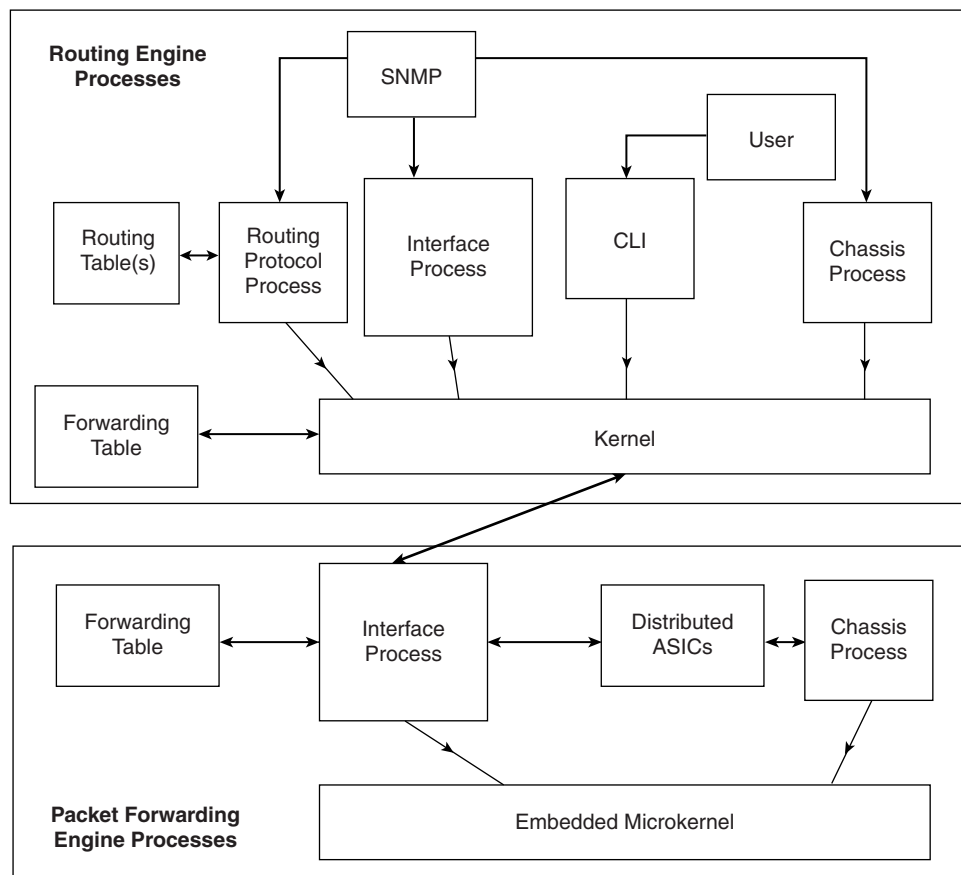 Routing Engine
Processes
SNMP
User
Routing
Table(s)
Routing
Protocol
Process
Interface
Process
CLI
Chassis
Process
Forwarding
Table
Kernel
Forwarding
Table
Interface
Process
Distributed
ASICs
Chassis
Process
Packet Forwarding
Engine Processes
Embedded Microkernel